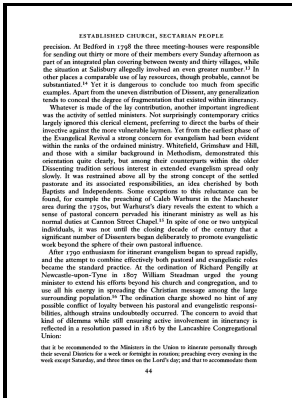 ESTABLISHED CHURCH, SECTARIAN PEOPLE
precision. At Bedford in 1798 the three meeting-houses were responsible
for sending out thirty or more of their members every Sunday afternoon as
part of an integrated plan covering between twenty and thirty villages, while
the situation at Salisbury allegedly involved an even greater number.13 In
other places a comparable use of lay resources, though probable, cannot be
substantiated.14 Yet it is dangerous to conclude too much from specific
examples. Apart from the uneven distribution of Dissent, any generalization
tends to conceal the degree of fragmentation that existed within itinerancy.
Whatever was made of the lay contribution, another important ingredient
was the activity of settled ministers. Not surprisingly contemporary critics
largely ignored this clerical element, preferring to direct the barbs of their
invective against the more vulnerable laymen. Yet from the earliest phase of
the Evangelical Revival a strong concern for evangelism had been evident
within the ranks of the ordained ministry. Whitefield, Grimshaw and Hill,
and those with a similar background in Methodism, demonstrated this
orientation quite clearly, but among their counterparts within the older
Dissenting tradition serious interest in extended evangelism spread only
slowly. It was restrained above all by the strong concept of the settled
pastorate and its associated responsibilities, an idea cherished by both
Baptists and Independents. Some exceptions to this reluctance can be
found, for example the preaching of Caleb Warhurst in the Manchester
area during the 1750s, but Warhurst's diary reveals the extent to which a
sense of pastoral concern pervaded his itinerant ministry as well as his
normal duties at Cannon Street Chapel.15 In spite of one or two untypical
individuals, it was not until the closing decade of the century that a
significant number of Dissenters began deliberately to promote evangelistic
work beyond the sphere of their own pastoral influence.
After 1790 enthusiasm for itinerant evangelism began to spread rapidly,
and the attempt to combine effectively both pastoral and evangelistic roles
became the standard practice. At the ordination of Richard Pengilly at
Newcastle-upon-Tyne in 1807 William Steadman urged the young
minister to extend his efforts beyond his church and congregation, and to
use all his energy in spreading the Christian message among the large
surrounding population.16 The ordination charge showed no hint of any
possible conflict of loyalty between his pastoral and evangelistic responsi-
bilities, although strains undoubtedly occurred. The concern to avoid that
kind of dilemma while still ensuring active involvement in itinerancy is
reflected in a resolution passed in 1816 by the Lancashire Congregational
Union:
that it be recommended to the Ministers in the Union to itinerate personally through
their several Districts for a week or fortnight in rotation; preaching every evening in the
week except Saturday, and three times on the Lord's day; and that to accommodate them
44